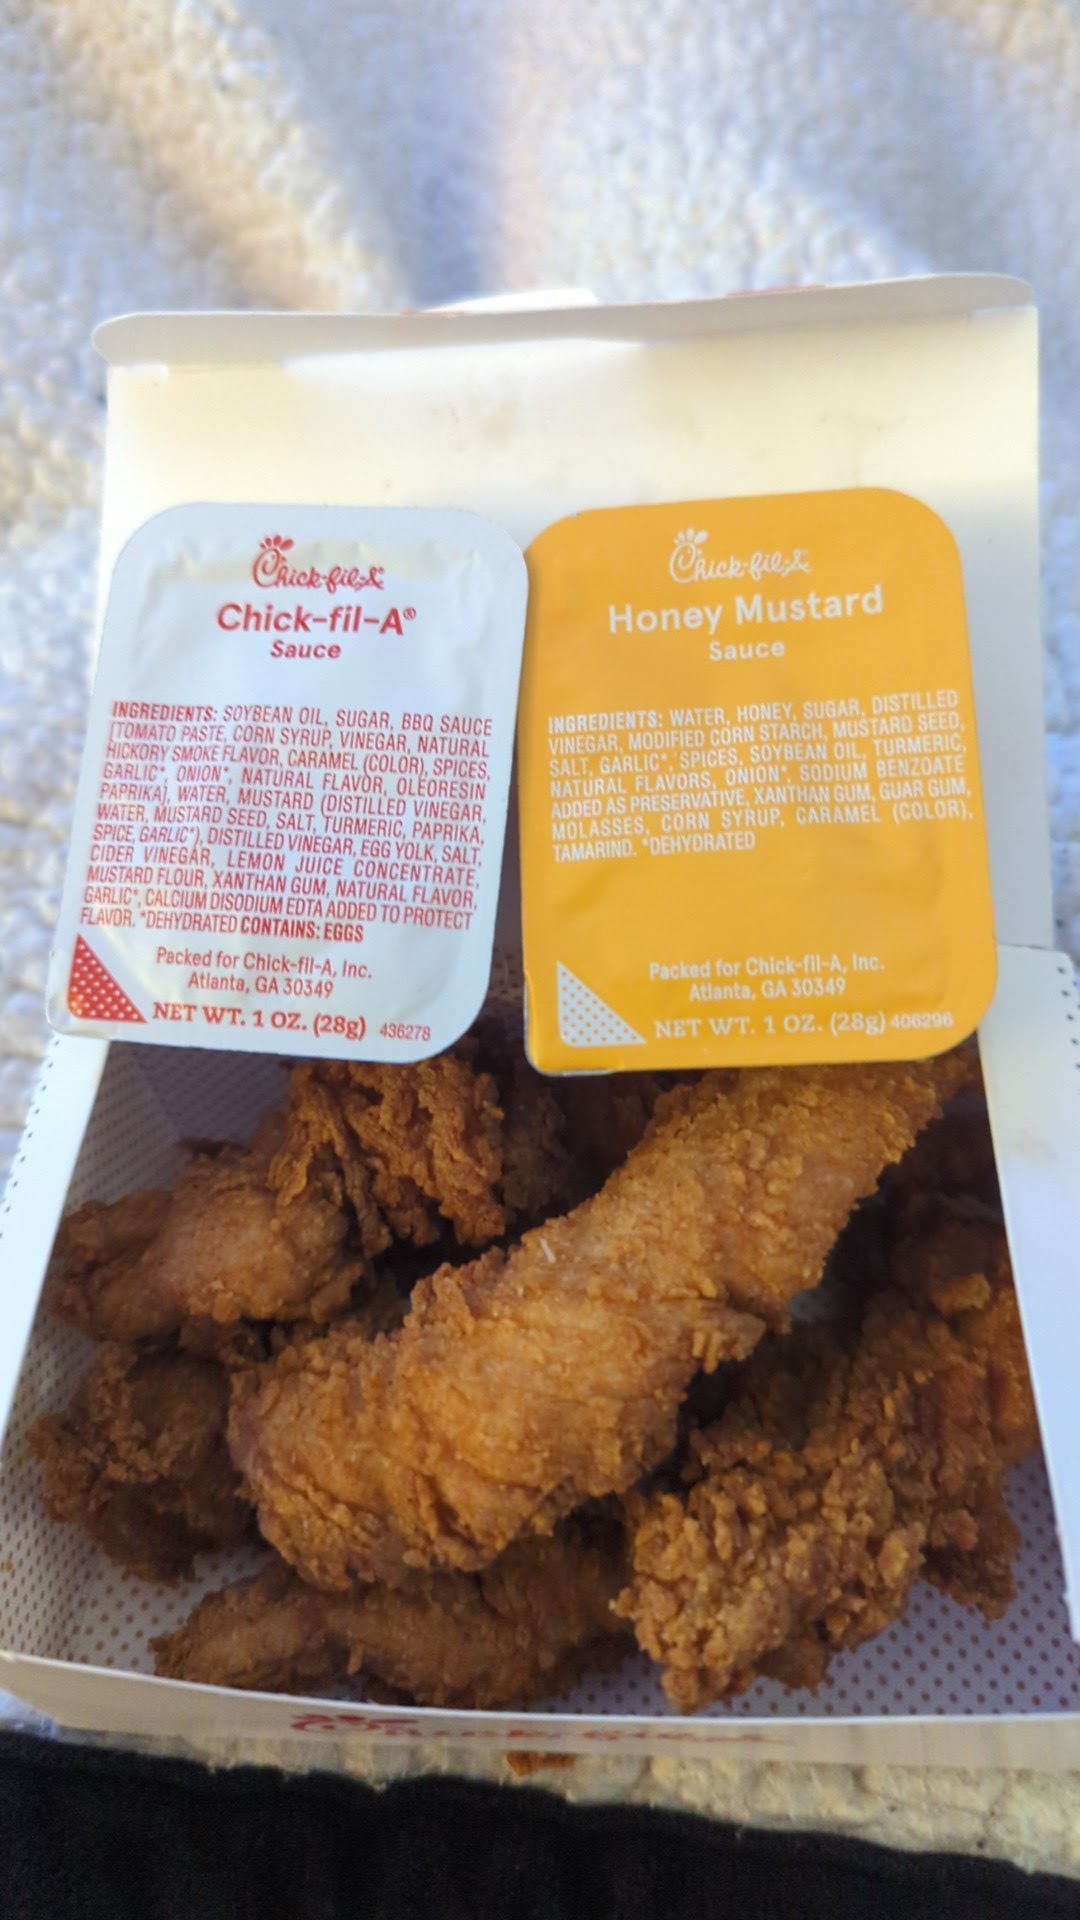 Chick-fil-A®
Chick-fil-A®
Sauce
INGREDIENTS: SOYBEAN OIL, SUGAR, BBQ SAUCE
[TOMATO PASTE, CORN SYRUP, VINEGAR, NATURAL
HICKORY SMOKE FLAVOR, CARAMEL (COLOR), SPICES,
GARLIC*, ONION*, NATURAL FLAVOR, OLEORESIN
PAPRIKA], WATER, MUSTARD (DISTILLED VINEGAR,
WATER, MUSTARD SEED, SALT, TURMERIC, PAPRIKA,
SPICE, GARLIC*), DISTILLED VINEGAR, EGG YOLK, SALT,
CIDER VINEGAR, LEMON JUICE CONCENTRATE,
MUSTARD FLOUR, XANTHAN GUM, NATURAL FLAVOR,
GARLIC*, CALCIUM DISODIUM EDTA ADDED TO PROTECT
FLAVOR. *DEHYDRATED CONTAINS: EGGS
Packed for Chick-fil-A, Inc.
Atlanta, GA 30349
NET WT. 1 OZ. (28g) 436278
Chick-fil-A®
Honey Mustard
Sauce
INGREDIENTS: WATER, HONEY, SUGAR, DISTILLED
VINEGAR, MODIFIED CORN STARCH, MUSTARD SEED,
SALT, GARLIC*, SPICES, SOYBEAN OIL, TURMERIC,
NATURAL FLAVORS, ONION*, SODIUM BENZOATE
ADDED AS PRESERVATIVE, XANTHAN GUM, GUAR GUM,
MOLASSES, CORN SYRUP, CARAMEL (COLOR),
TAMARIND. *DEHYDRATED
Packed for Chick-fil-A, Inc.
Atlanta, GA 30349
NET WT. 1 OZ. (28g) 406296